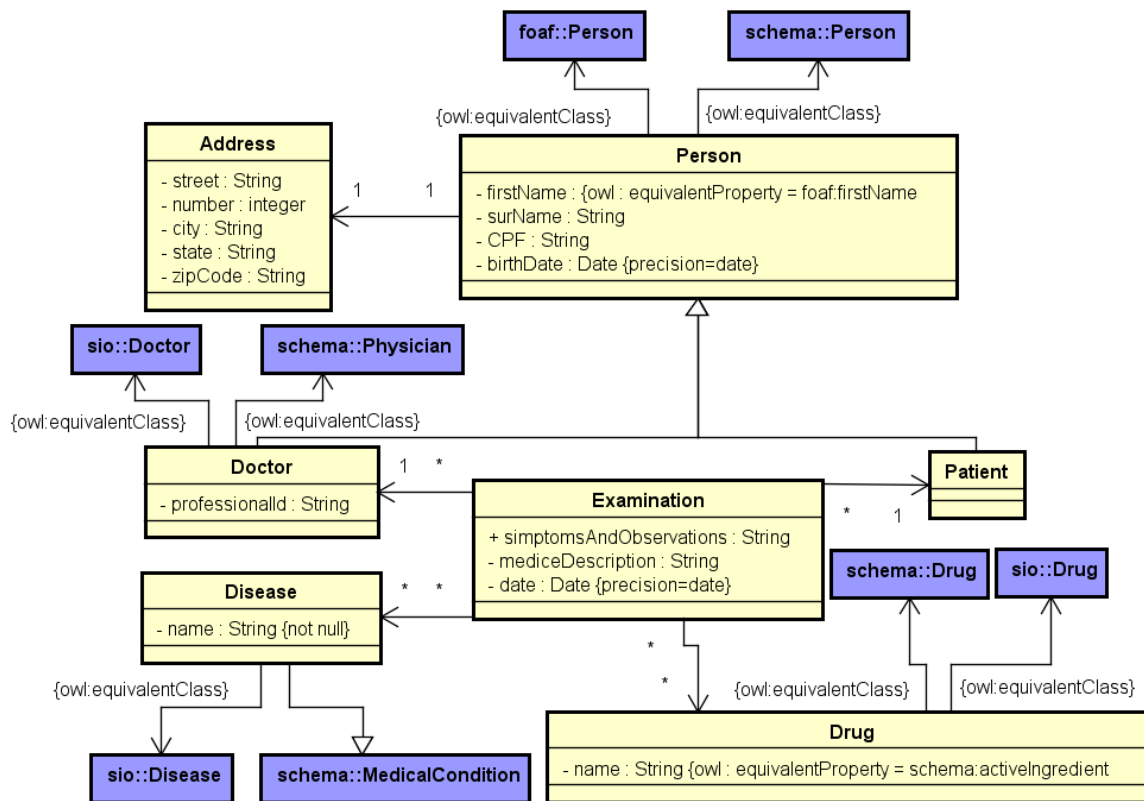 foaf::Person
schema::Person
{owl:equivalentClass}
{owl:equivalentClass}
Address
- street : String
- number : integer
- city : String
- state : String
- zipCode : String
1
1
Person
- firstName : {owl : equivalentProperty = foaf:firstName
- surName : String
- CPF : String
- birthDate : Date {precision=date}
sio::Doctor
schema::Physician
{owl:equivalentClass}
{owl:equivalentClass}
Doctor
- professionalId : String
1
*
Examination
+ simptomsAndObservations : String
- mediceDescription : String
- date : Date {precision=date}
*
1
Patient
Disease
- name : String {not null}
*
*
schema::Drug
sio::Drug
*
*
{owl:equivalentClass}
{owl:equivalentClass}
{owl:equivalentClass}
sio::Disease
schema::MedicalCondition
Drug
- name : String {owl : equivalentProperty = schema:activeIngredient